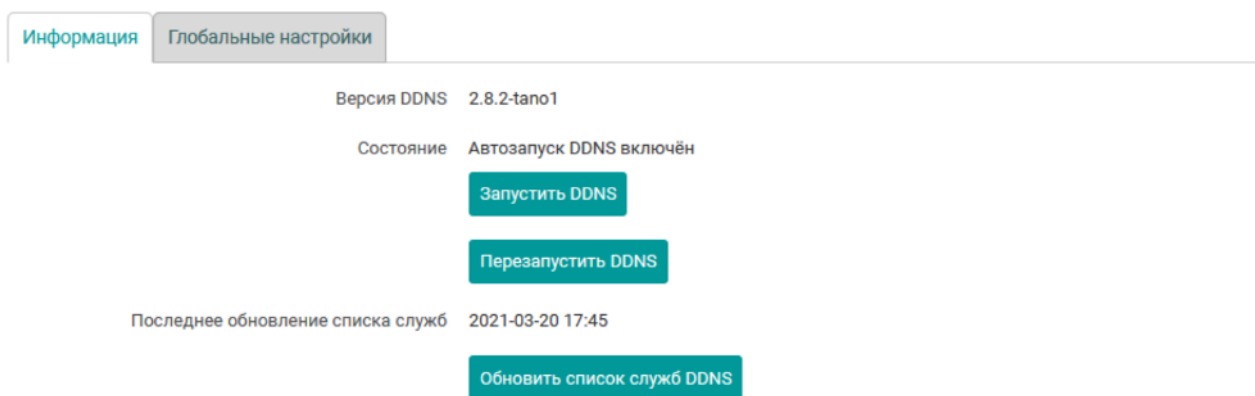 Информация Глобальные настройки
Версия DDNS 2.8.2-tano1
Состояние Автозапуск DDNS включён
Запустить DDNS
Перезапустить DDNS
Последнее обновление списка служб 2021-03-20 17:45
Обновить список служб DDNS